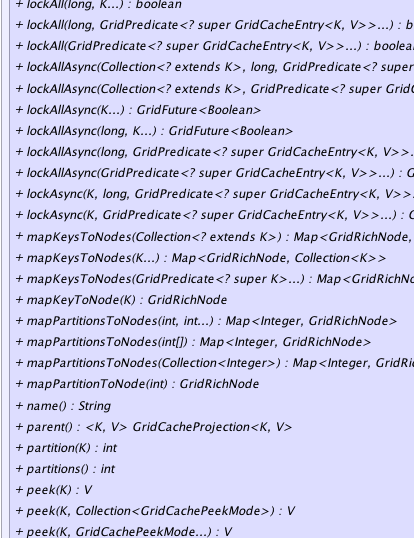 + lockAll(long, K...) : boolean
+ lockAll(long, GridPredicate<? super GridCacheEntry<K, V>>...) : b
+ lockAll(GridPredicate<? super GridCacheEntry<K, V>>...) : boolea
+ lockAllAsync(Collection<? extends K>, long, GridPredicate<? super
+ lockAllAsync(Collection<? extends K>, GridPredicate<? super Grid
+ lockAllAsync(K...) : GridFuture<Boolean>
+ lockAllAsync(long, K...) : GridFuture<Boolean>
+ lockAllAsync(long, GridPredicate<? super GridCacheEntry<K, V>>..
+ lockAllAsync(GridPredicate<? super GridCacheEntry<K, V>>...) : G
+ lockAsync(K, long, GridPredicate<? super GridCacheEntry<K, V>>..
+ lockAsync(K, GridPredicate<? super GridCacheEntry<K, V>>...) : G
+ mapKeysToNodes(Collection<? extends K>) : Map<GridRichNode,
+ mapKeysToNodes(K...) : Map<GridRichNode, Collection<K>>
+ mapKeysToNodes(GridPredicate<? super K>...) : Map<GridRichNo
+ mapKeyToNode(K) : GridRichNode
+ mapPartitionsToNodes(int, int...) : Map<Integer, GridRichNode>
+ mapPartitionsToNodes(int[]) : Map<Integer, GridRichNode>
+ mapPartitionsToNodes(Collection<Integer>) : Map<Integer, GridRic
+ mapPartitionToNode(int) : GridRichNode
+ name() : String
+ parent() : <K, V> GridCacheProjection<K, V>
+ partition(K) : int
+ partitions() : int
+ peek(K) : V
+ peek(K, Collection<GridCachePeekMode>) : V
+ peek(K, GridCachePeekMode...) : V